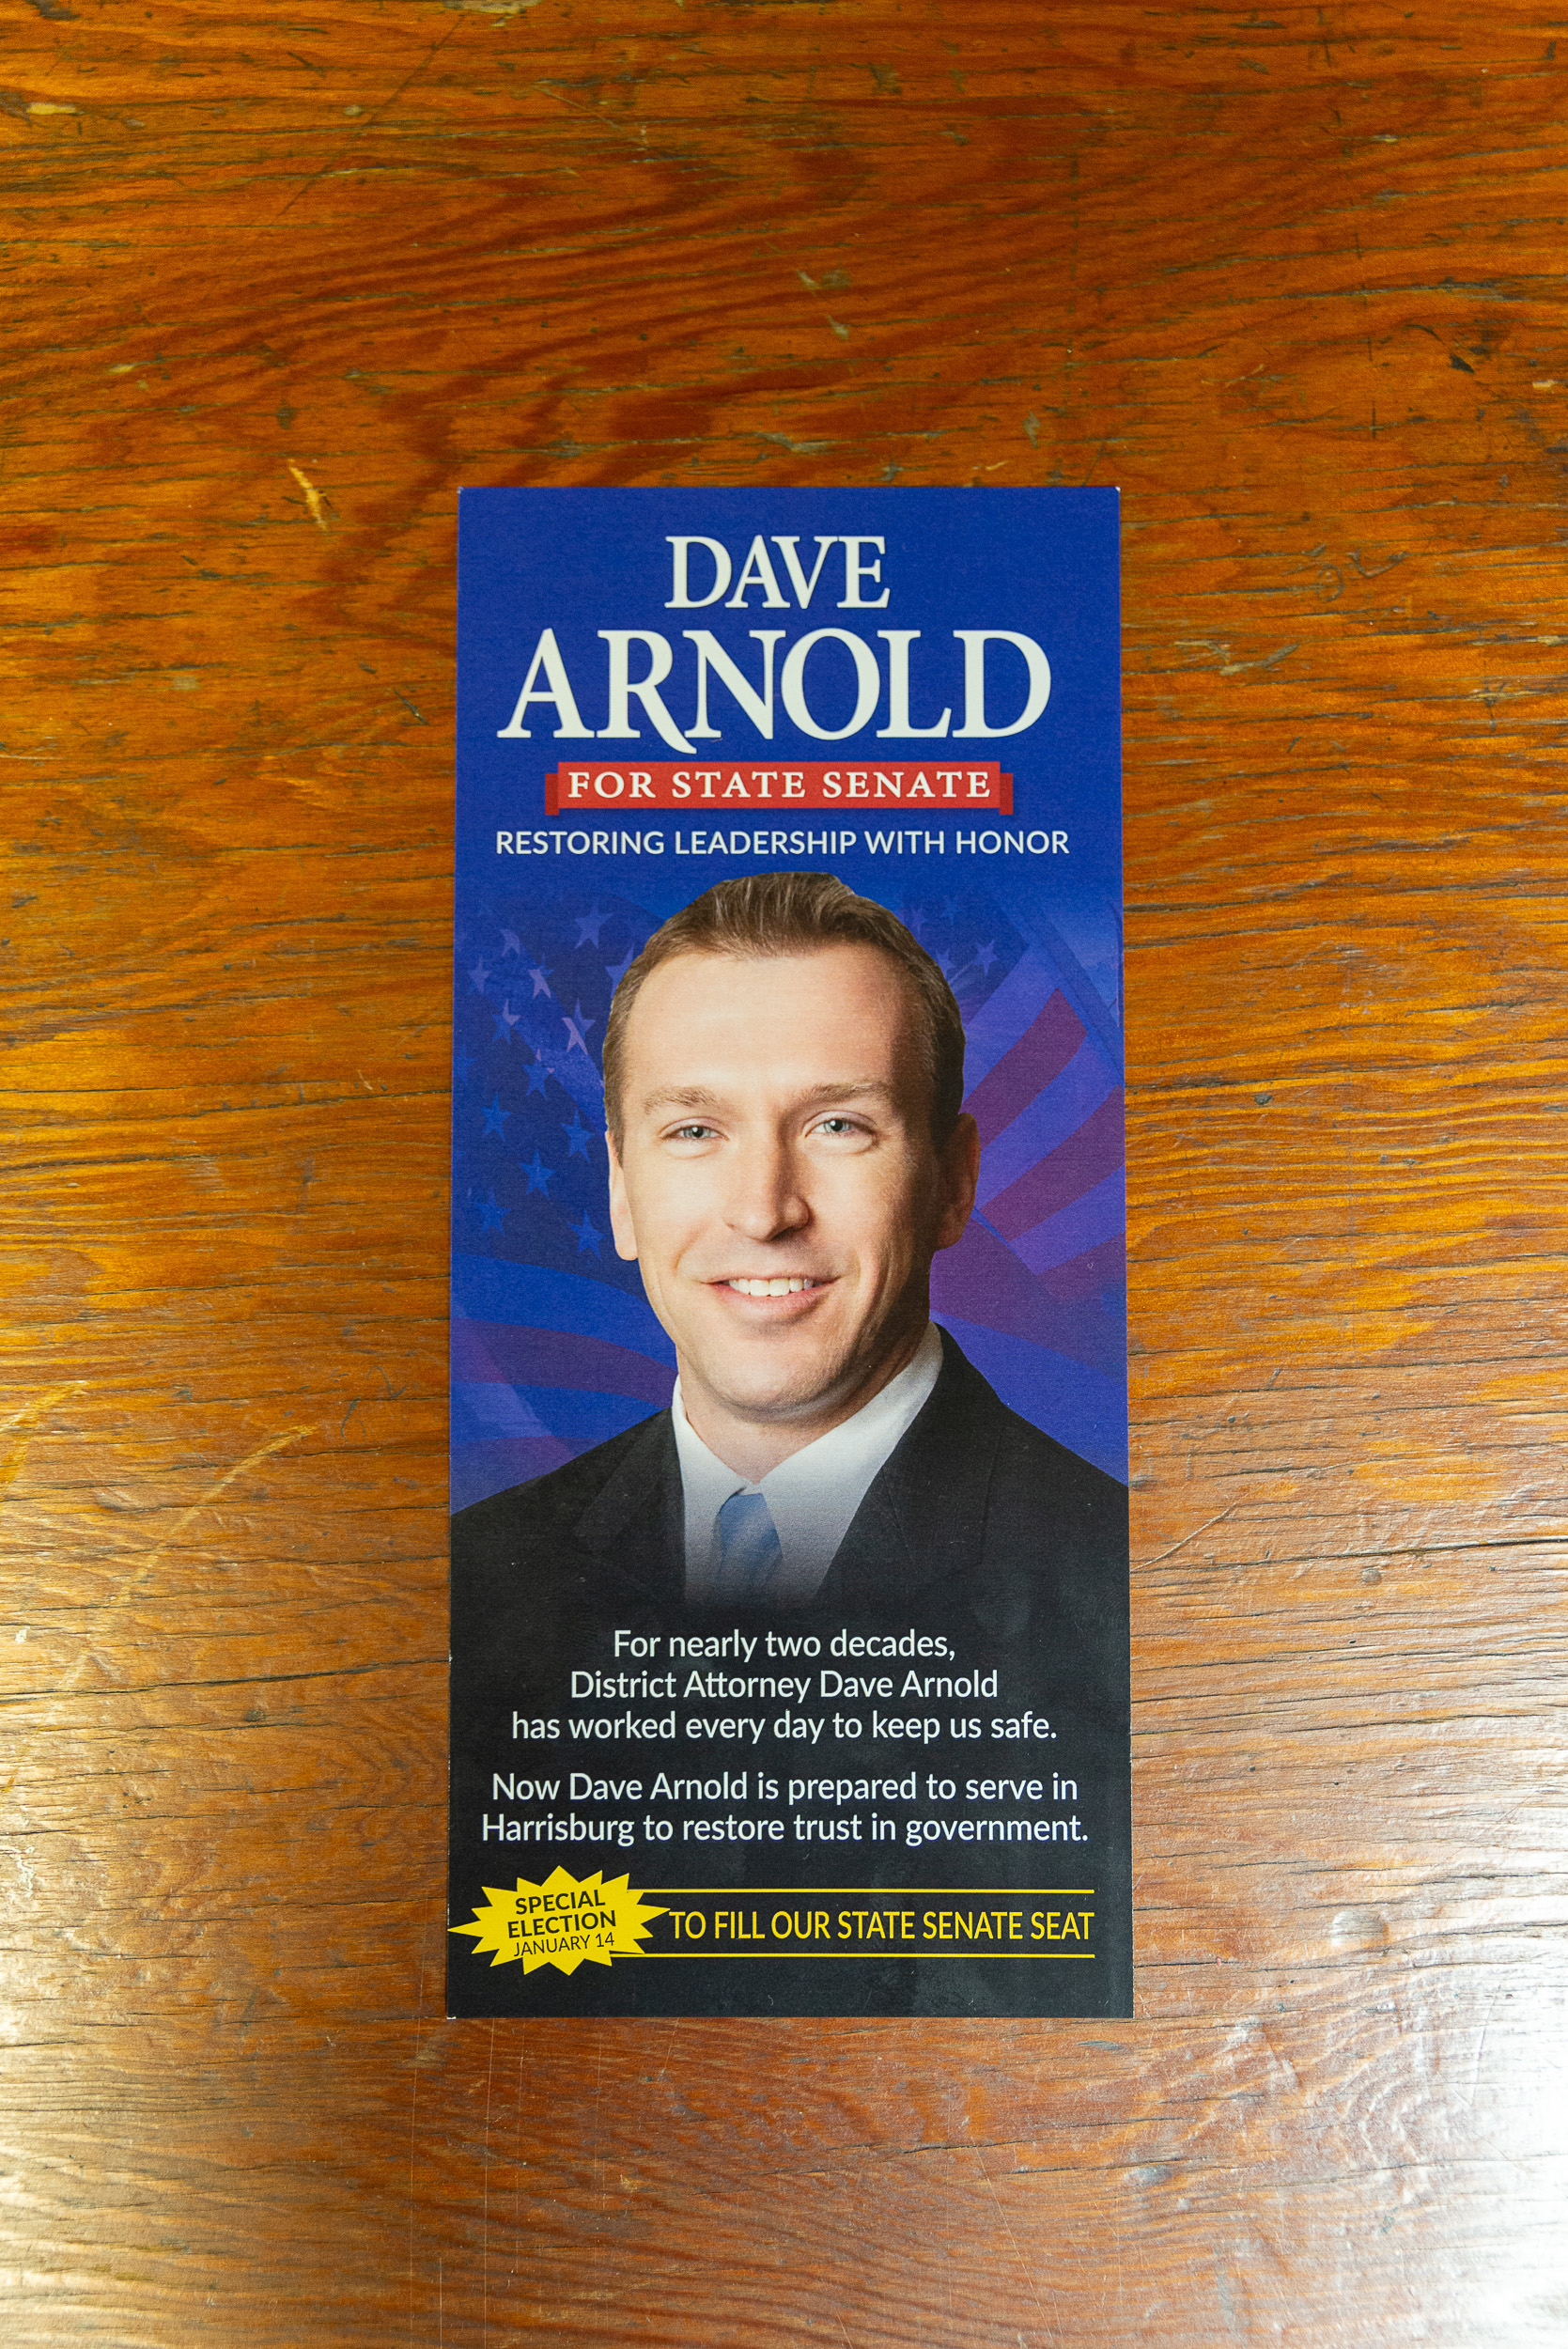 DAVE
ARNOLD
FOR STATE SENATE
RESTORING LEADERSHIP WITH HONOR
For nearly two decades,
District Attorney Dave Arnold
has worked every day to keep us safe.
Now Dave Arnold is prepared to serve in
Harrisburg to restore trust in government.
SPECIAL
ELECTION
JANUARY 14
TO FILL OUR STATE SENATE SEAT